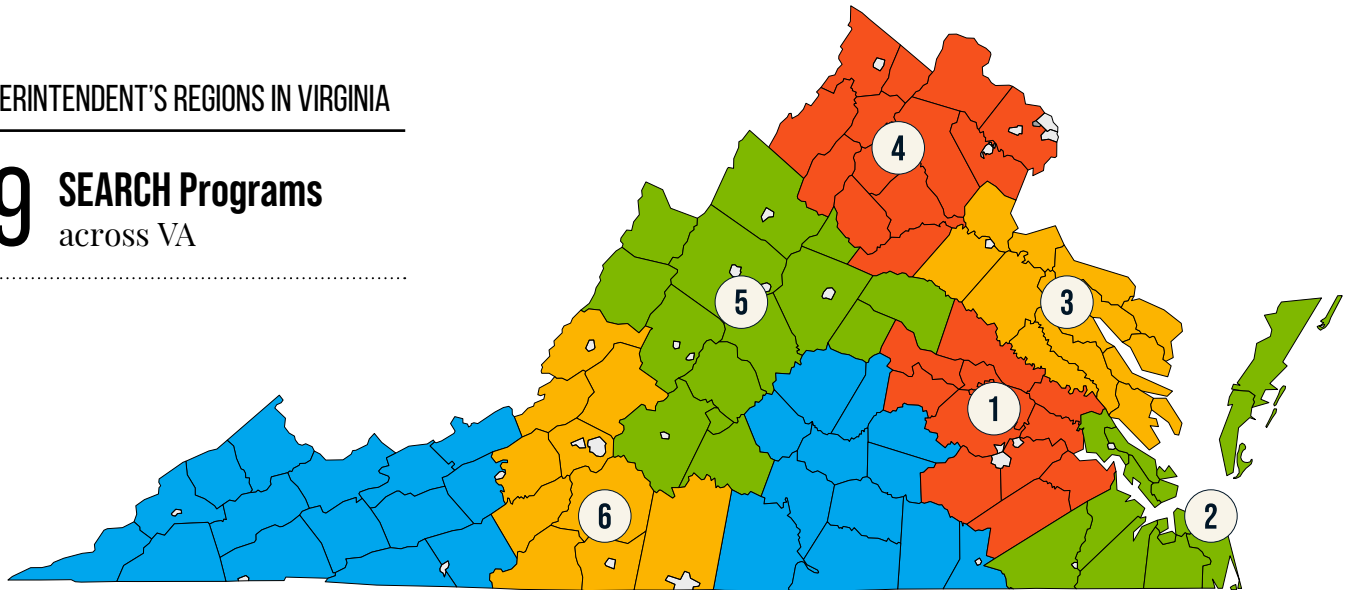 ERINTENDENT'S REGIONS IN VIRGINIA
9 SEARCH Programs
across VA
4
5
3
1
6
2